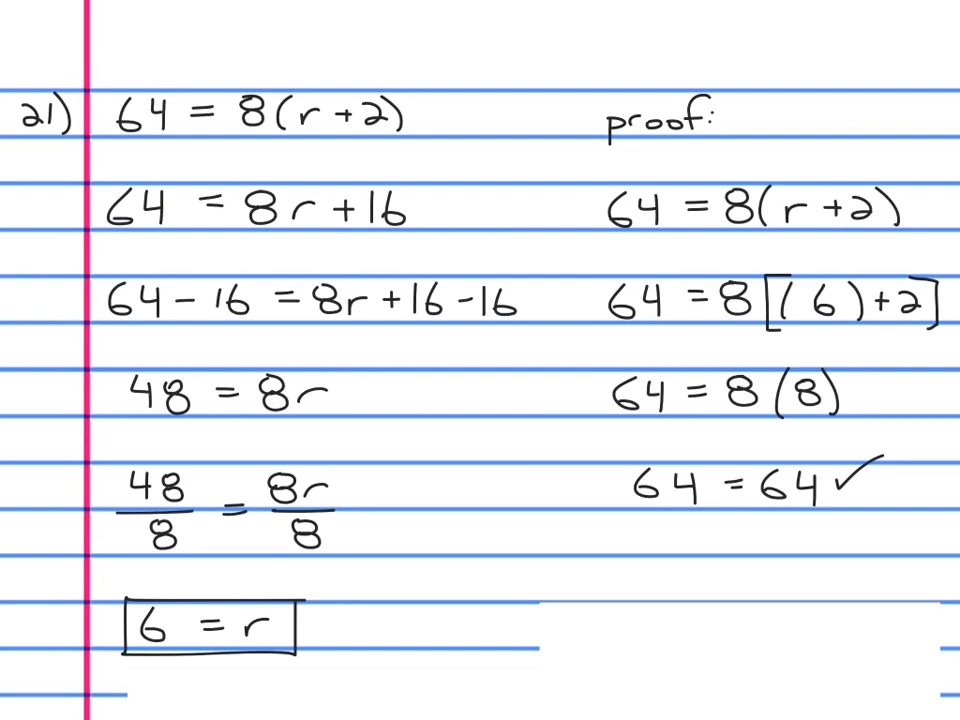 21) 64 = 8(r+2)
64 = 8r+16
64-16 = 8r+16-16
48 = 8r
48/8 = 8r/8
6 = r
proof:
64 = 8(r+2)
64 = 8[(6)+2]
64 = 8(8)
64 = 64 ✓